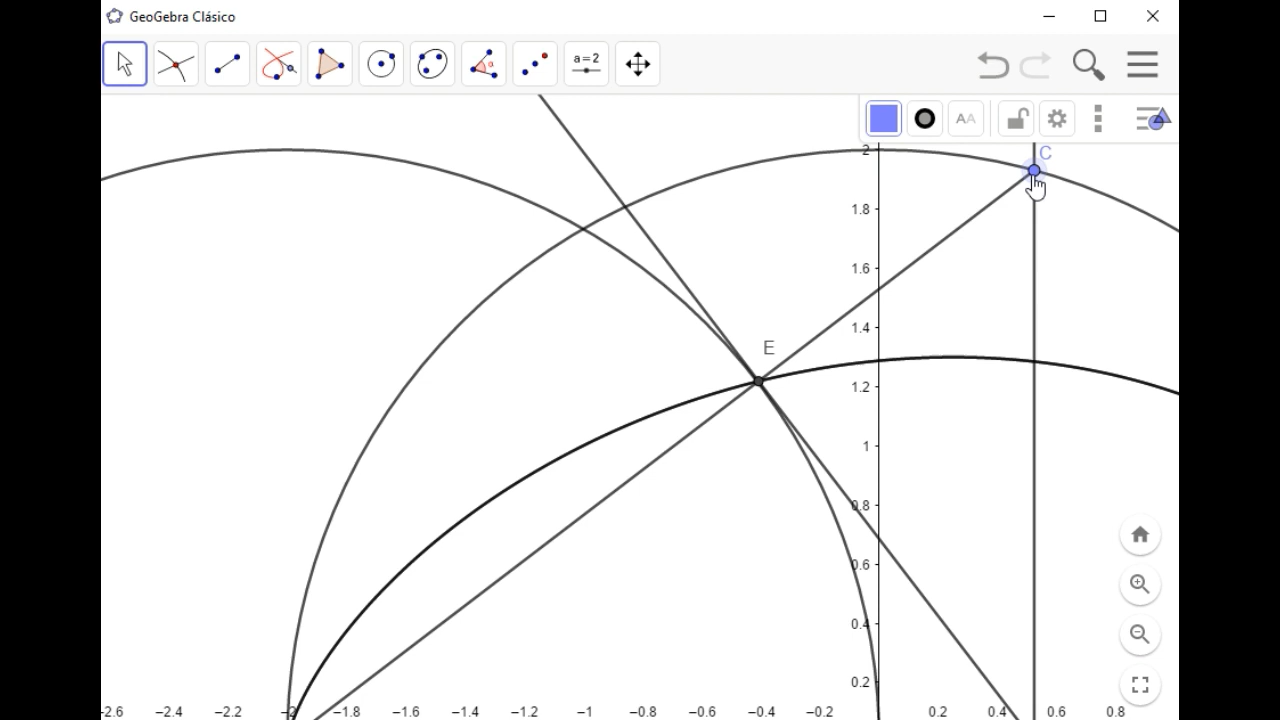 GeoGebra Clásico
α
a=2
AA
2
C
1.8
1.6
1.4
E
1.2
1
0.8
0.6
0.4
0.2
-2.6 -2.4 -2.2 -2 -1.8 -1.6 -1.4 -1.2 -1 -0.8 -0.6 -0.4 -0.2 0.2 0.4 0.6 0.8